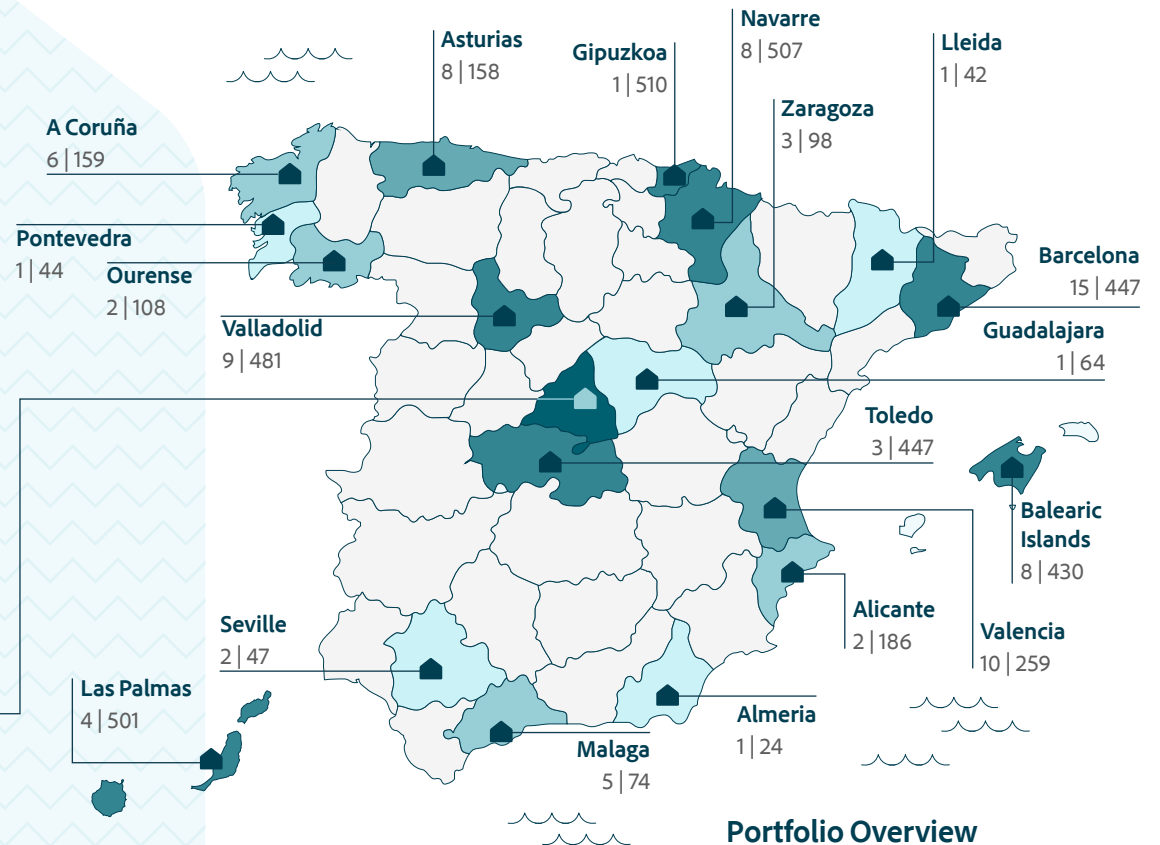 Navarre
8 | 507
Asturias
8 | 158
Gipuzkoa
1 | 510
Lleida
1 | 42
Zaragoza
3 | 98
A Coruña
6 | 159
Pontevedra
1 | 44
Ourense
2 | 108
Barcelona
15 | 447
Valladolid
9 | 481
Guadalajara
1 | 64
Toledo
3 | 447
Balearic
Islands
8 | 430
Alicante
2 | 186
Valencia
10 | 259
Seville
2 | 47
Las Palmas
4 | 501
Almeria
1 | 24
Malaga
5 | 74
Portfolio Overview